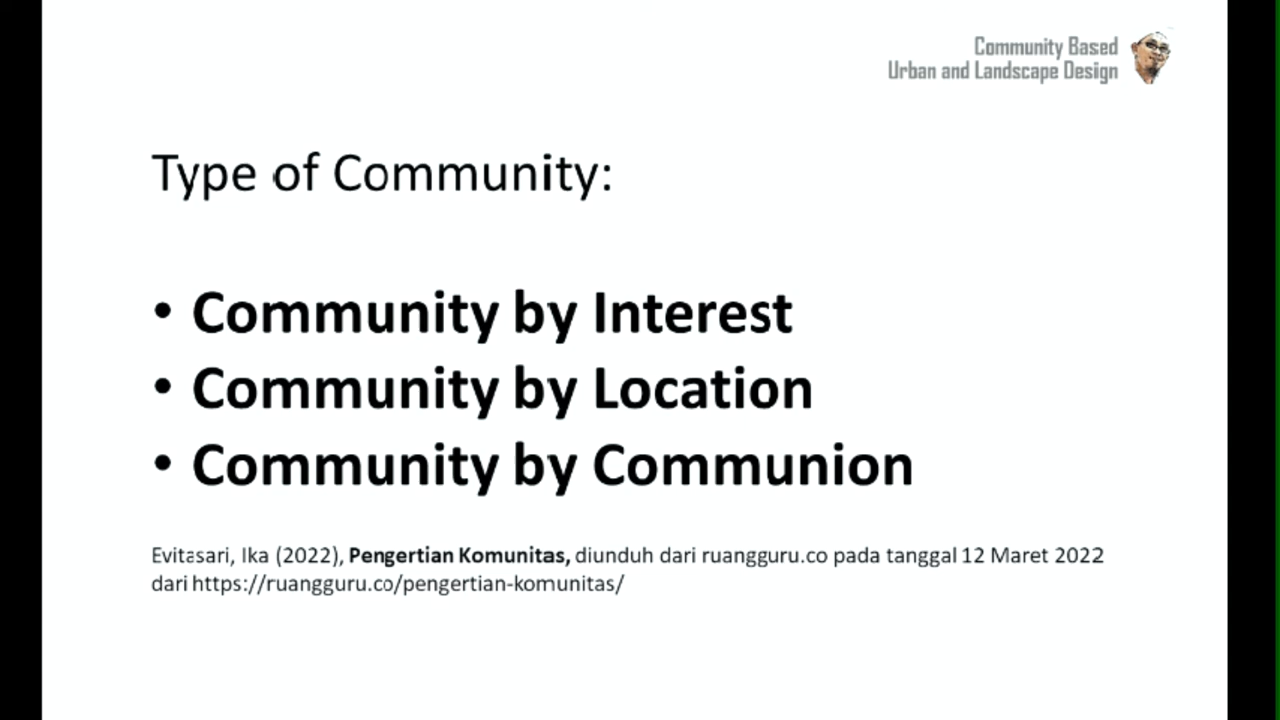 Community Based
Urban and Landscape Design
Type of Community:
• Community by Interest
• Community by Location
• Community by Communion
Evitasari, Ika (2022), Pengertian Komunitas, diunduh dari ruangguru.co pada tanggal 12 Maret 2022
dari https://ruangguru.co/pengertian-komunitas/